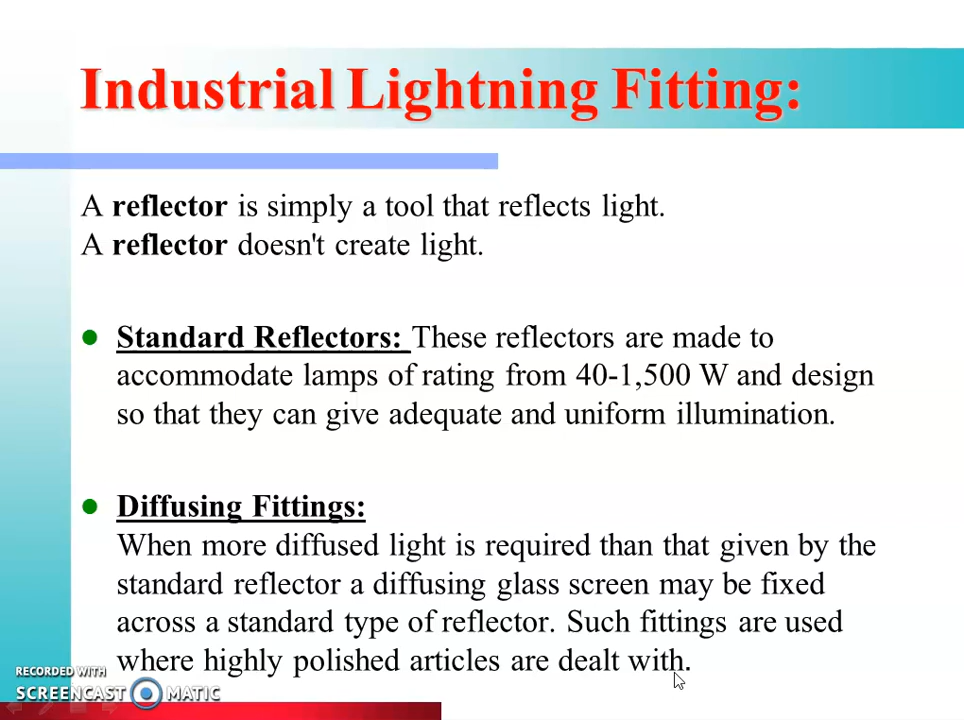 Industrial Lightning Fitting:
A reflector is simply a tool that reflects light.
A reflector doesn't create light.
Standard Reflectors: These reflectors are made to
accommodate lamps of rating from 40-1,500 W and design
so that they can give adequate and uniform illumination.
Diffusing Fittings:
When more diffused light is required than that given by the
standard reflector a diffusing glass screen may be fixed
across a standard type of reflector. Such fittings are used
where highly polished articles are dealt with.
RECORDED WITH
SCREENCAST MATIC